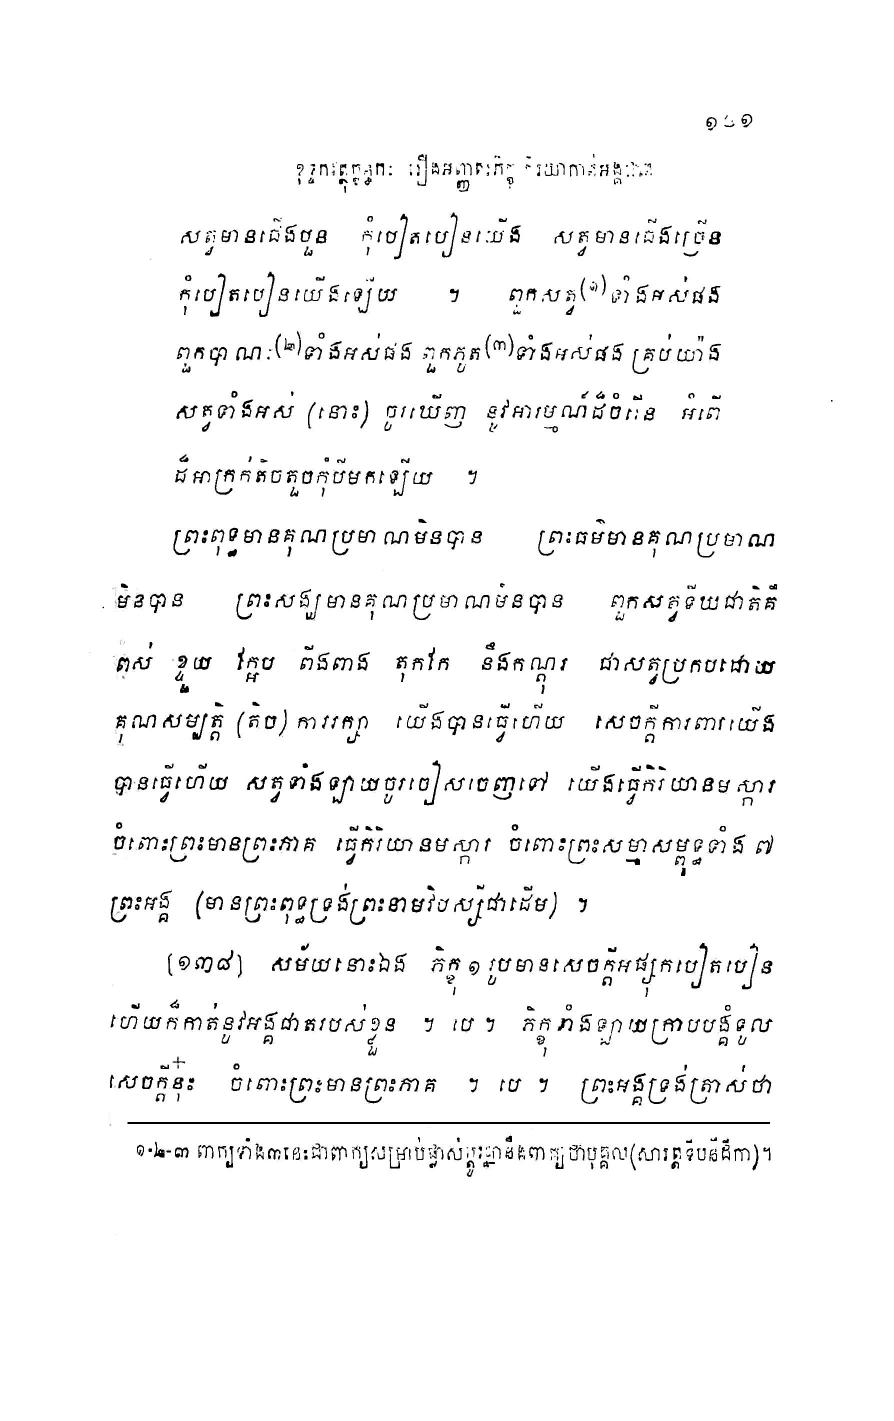 ខុទ្ទកវត្ថុក្ខន្ធកៈ រឿងអញ្ញតរភិក្ខុ
សត្វមានជើងបួន កុំបៀតបៀនយើង សត្វមានជើងច្រើន
កុំបៀតបៀនយើងឡើយ ។ ពួកសត្វ(១)ទាំងអស់ផង
ពួកបាណៈ(២)ទាំងអស់ផង ពួកភូត(៣)ទាំងអស់ផង គ្រប់យ៉ាង
សត្វទាំងអស់ (នោះ) ចូរឃើញ នូវអារម្មណ៍ដ៏ចំរើន អំពើ
ដ៏អាក្រក់តិចតួចកុំបីមកឡើយ ។
ព្រះពុទ្ធមានគុណប្រមាណមិនបាន ព្រះធម៌មានគុណប្រមាណ
មិនបាន ព្រះសង្ឃមានគុណប្រមាណមិនបាន ពួកសត្វទីឃជាតិគឺ
ពស់ ខ្ទួយ ក្អែប ពីងពាង តុកកែ នឹងកណ្តុរ ជាសត្វប្រកបដោយ
គុណសម្បត្តិ (តិច) ការរក្សា យើងបានធ្វើហើយ សេចក្តីការពារយើង
បានធ្វើហើយ សត្វទាំងឡាយចូរចៀសចេញទៅ យើងធ្វើកិរិយានមស្ការ
ចំពោះព្រះមានព្រះភាគ ធ្វើកិរិយានមស្ការ ចំពោះព្រះសម្មាសម្ពុទ្ធទាំង ៧
ព្រះអង្គ (មានព្រះពុទ្ធទ្រង់ព្រះនាមវិបស្សីជាដើម) ។
[១៣៨] សម័យនោះឯង ភិក្ខុ ១ រូបមានសេចក្តីអផ្សុកបៀតបៀន
ហើយក៏កាត់នូវអង្គជាតរបស់ខ្លួន ។ បេ ។ ភិក្ខុទាំងឡាយក្រាបបង្គំទូល
សេចក្តីនុ៎ះ ចំពោះព្រះមានព្រះភាគ ។ បេ ។ ព្រះអង្គទ្រង់ត្រាស់ថា
១-២-៣ ពាក្យទាំង៣នេះជាពាក្យសម្រាប់ផ្លាស់ប្តូរគ្នានឹងពាក្យថាបុគ្គល(សារត្ថទីបនីដីកា)។